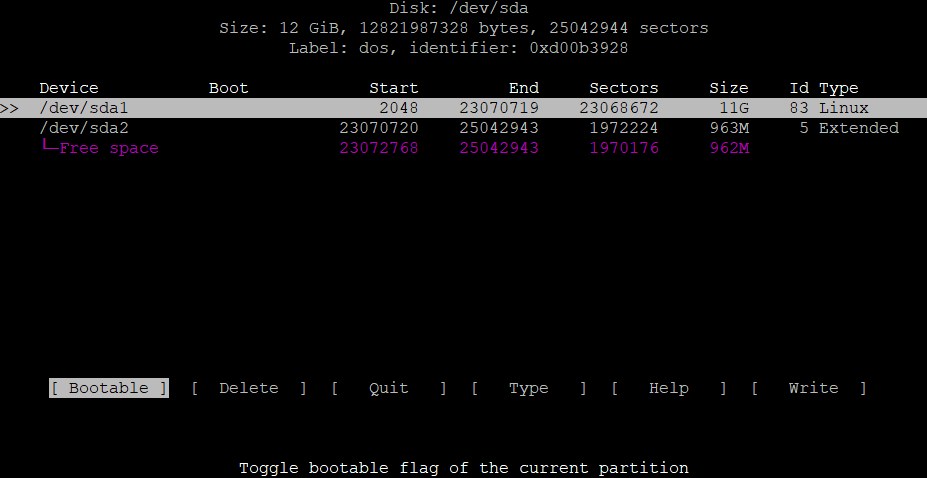 Disk: /dev/sda
Size: 12 GiB, 12821987328 bytes, 25042944 sectors
Label: dos, identifier: 0xd00b3928
Device Boot Start End Sectors Size Id Type
>> /dev/sda1 2048 23070719 23068672 11G 83 Linux
/dev/sda2 23070720 25042943 1972224 963M 5 Extended
└─Free space 23072768 25042943 1970176 962M
[ Bootable ] [ Delete ] [ Quit ] [ Type ] [ Help ] [ Write ]
Toggle bootable flag of the current partition